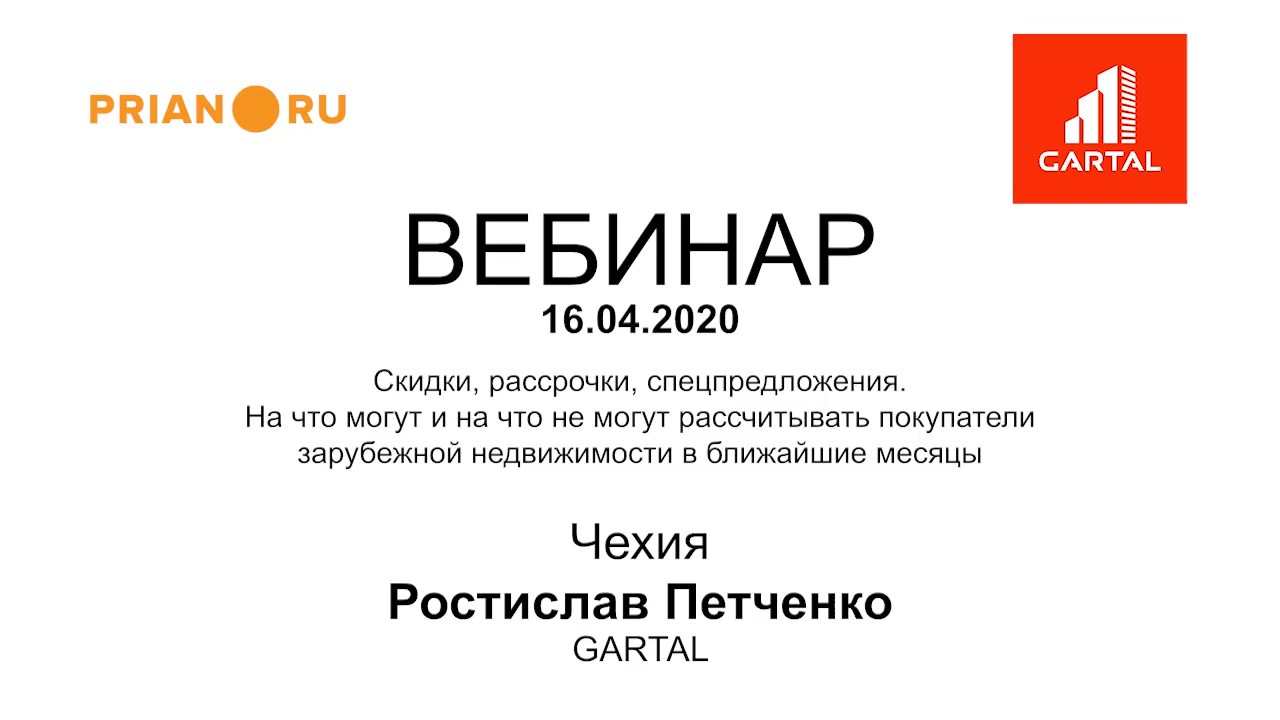 PRIAN RU
GARTAL
ВЕБИНАР
16.04.2020
Скидки, рассрочки, спецпредложения.
На что могут и на что не могут рассчитывать покупатели
зарубежной недвижимости в ближайшие месяцы
Чехия
Ростислав Петченко
GARTAL